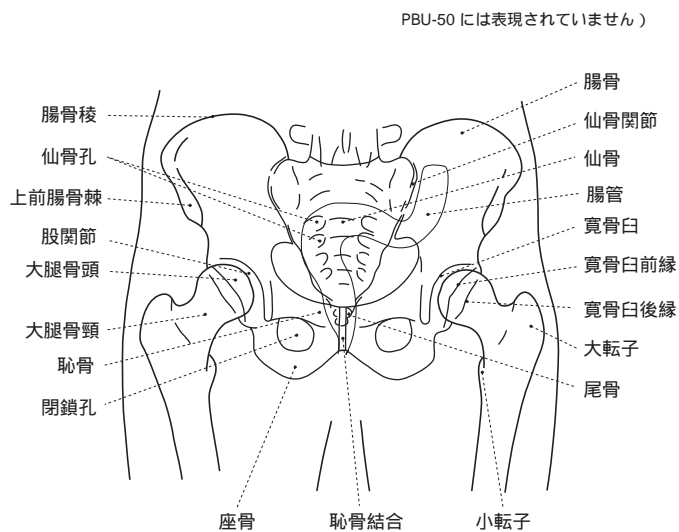 PBU-50 には表現されていません )
腸骨稜
仙骨孔
上前腸骨棘
股関節
大腿骨頭
大腿骨頸
恥骨
閉鎖孔
腸骨
仙骨関節
仙骨
腸管
寛骨臼
寛骨臼前縁
寛骨臼後縁
大転子
尾骨
座骨
恥骨結合
小転子